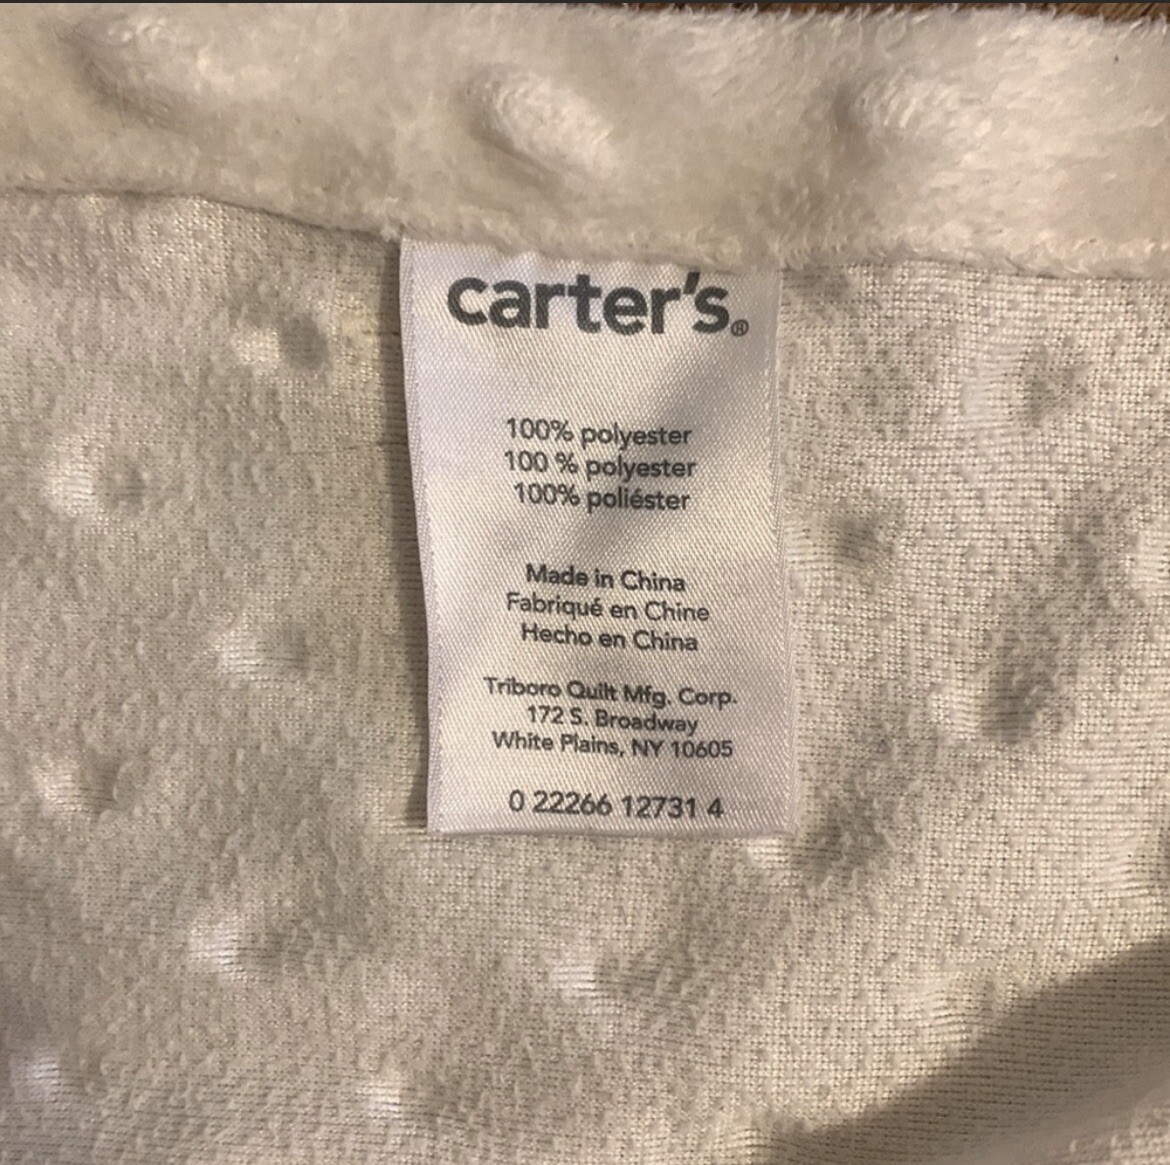 carter's®
100% polyester
100 % polyester
100% poliéster
Made in China
Fabriqué en Chine
Hecho en China
Triboro Quilt Mfg. Corp.
172 S. Broadway
White Plains, NY 10605
0 22266 12731 4